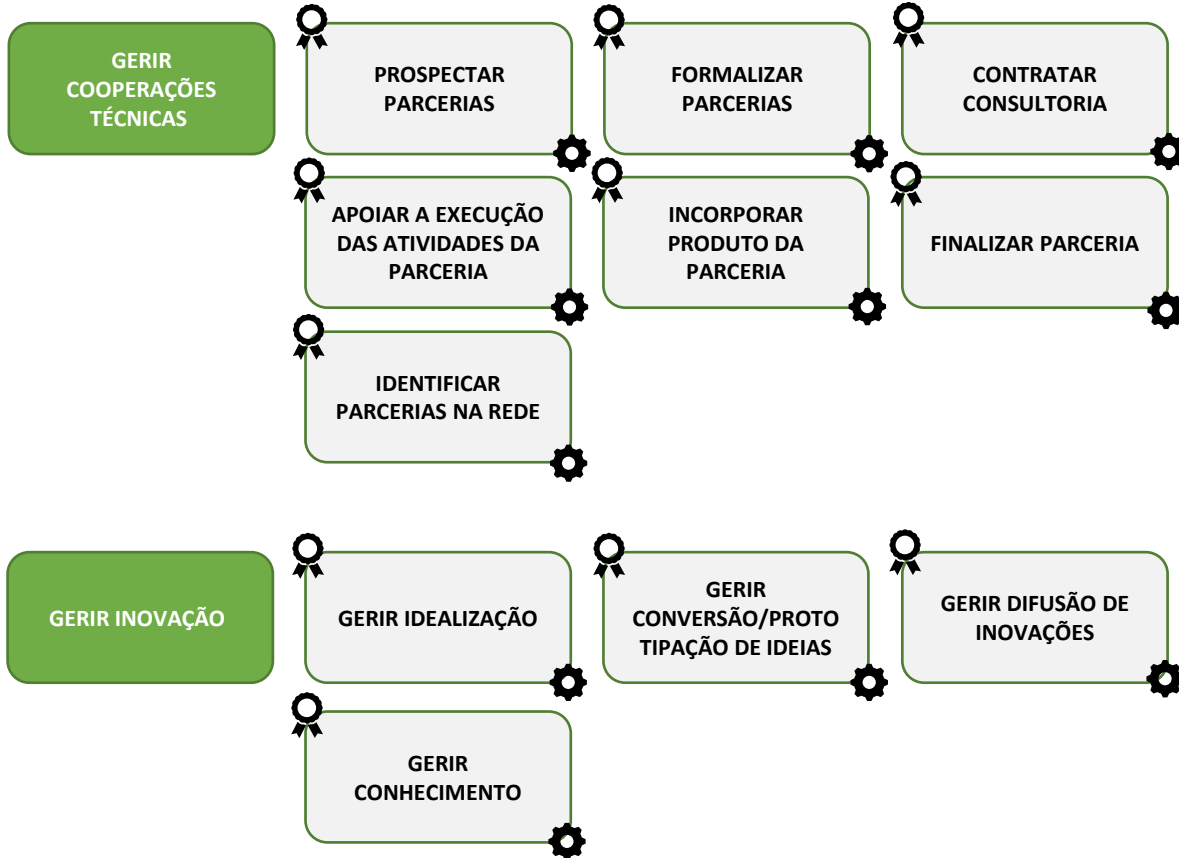 GERIR
COOPERAÇÕES
TÉCNICAS
PROSPECTAR
PARCERIAS
FORMALIZAR
PARCERIAS
CONTRATAR
CONSULTORIA
APOIAR A EXECUÇÃO
DAS ATIVIDADES DA
PARCERIA
INCORPORAR
PRODUTO DA
PARCERIA
FINALIZAR PARCERIA
IDENTIFICAR
PARCERIAS NA REDE
GERIR INOVAÇÃO
GERIR IDEALIZAÇÃO
GERIR
CONVERSÃO/PROTO
TIPAÇÃO DE IDEIAS
GERIR DIFUSÃO DE
INOVAÇÕES
GERIR
CONHECIMENTO